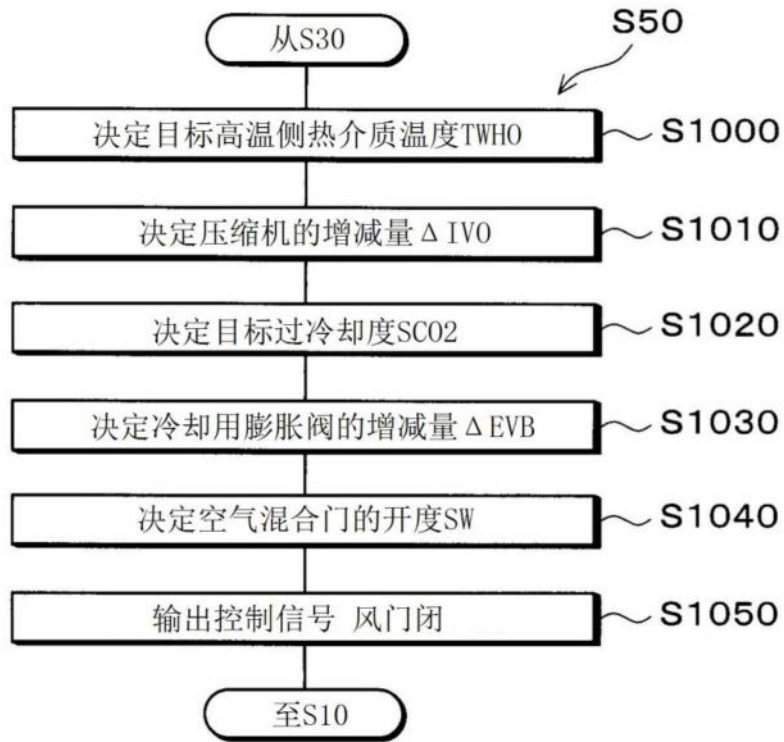 从S30
S50
决定目标高温侧热介质温度TWHO
S1000
决定压缩机的增减量ΔIVO
S1010
决定目标过冷却度SCO2
S1020
决定冷却用膨胀阀的增减量ΔEVB
S1030
决定空气混合门的开度SW
S1040
输出控制信号 风门闭
S1050
至S10